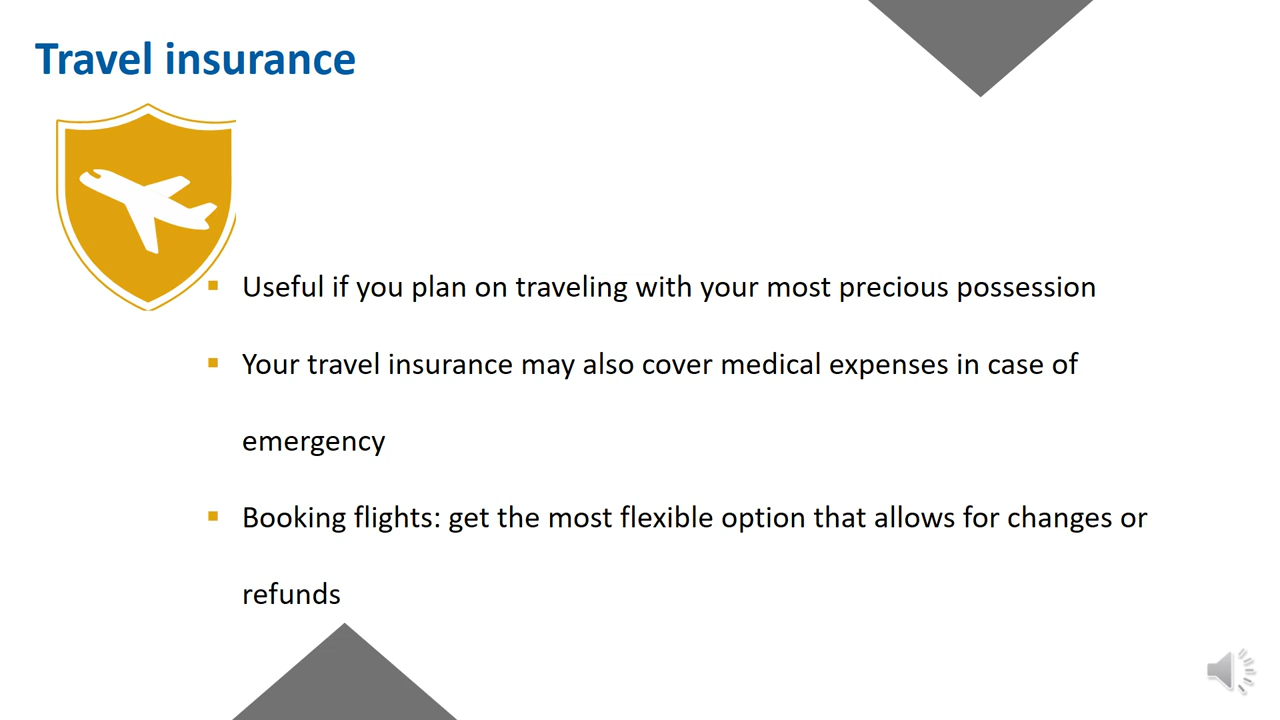 Travel insurance
Useful if you plan on traveling with your most precious possession
Your travel insurance may also cover medical expenses in case of
emergency
Booking flights: get the most flexible option that allows for changes or
refunds